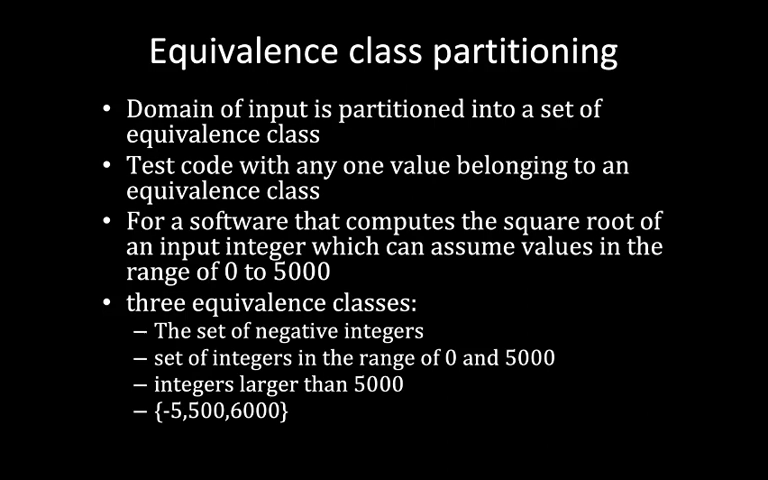 Equivalence class partitioning
• Domain of input is partitioned into a set of
equivalence class
• Test code with any one value belonging to an
equivalence class
• For a software that computes the square root of
an input integer which can assume values in the
range of 0 to 5000
• three equivalence classes:
– The set of negative integers
– set of integers in the range of 0 and 5000
– integers larger than 5000
– {-5,500,6000}